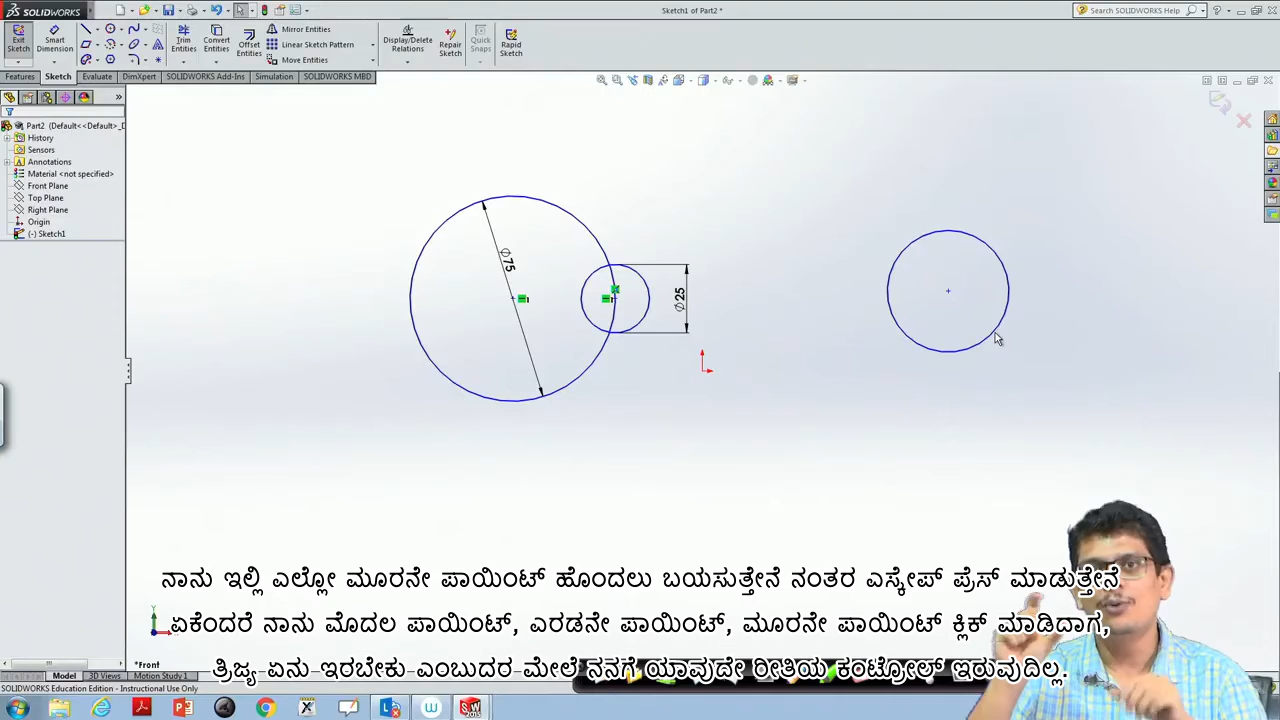 SOLIDWORKS
Sketch1 of Part2 *
Search SOLIDWORKS Help
Exit Sketch
Smart Dimension
Trim Entities
Convert Entities
Offset Entities
Mirror Entities
Linear Sketch Pattern
Move Entities
Display/Delete Relations
Repair Sketch
Quick Snaps
Rapid Sketch
Features Sketch Evaluate DimXpert SOLIDWORKS Add-Ins Simulation SOLIDWORKS MBD
Part2 (Default<<Default>_D
History
Sensors
Annotations
Material <not specified>
Front Plane
Top Plane
Right Plane
Origin
(-) Sketch1
∅75
∅25
ನಾನು ಇಲ್ಲಿ ಎಲ್ಲೋ ಮೂರನೇ ಪಾಯಿಂಟ್ ಹೊಂದಲು ಬಯಸುತ್ತೇನೆ ನಂತರ ಎಸ್ಕೇಪ್ ಪ್ರೆಸ್ ಮಾಡುತ್ತೇನೆ
ಏಕೆಂದರೆ ನಾನು ಮೊದಲ ಪಾಯಿಂಟ್, ಎರಡನೇ ಪಾಯಿಂಟ್, ಮೂರನೇ ಪಾಯಿಂಟ್ ಕ್ಲಿಕ್ ಮಾಡಿದಾಗ,
ತ್ರಿಜ್ಯ ಏನು ಇರಬೇಕು ಎಂಬುದರ ಮೇಲೆ ನನಗೆ ಯಾವುದೇ ರೀತಿಯ ಕಂಟ್ರೋಲ್ ಇರುವುದಿಲ್ಲ.
*Front
Model 3D Views Motion Study 1
SOLIDWORKS Education Edition - Instructional Use Only